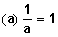 (a) 1/a = 1